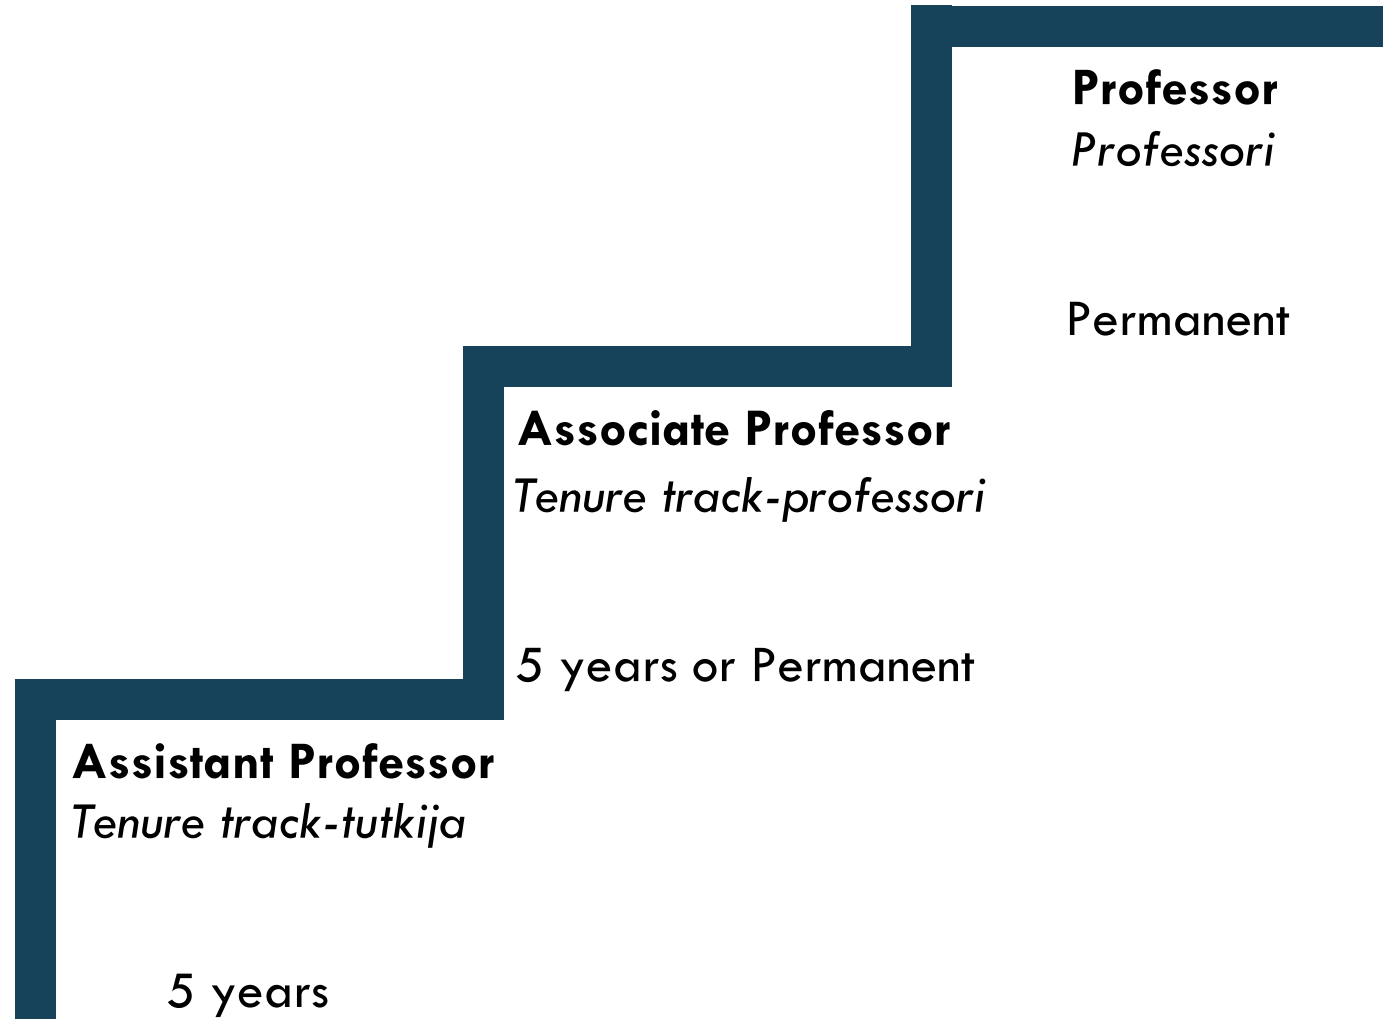 Professor
Professori
Permanent
Associate Professor
Tenure track-professori
5 years or Permanent
Assistant Professor
Tenure track-tutkija
5 years